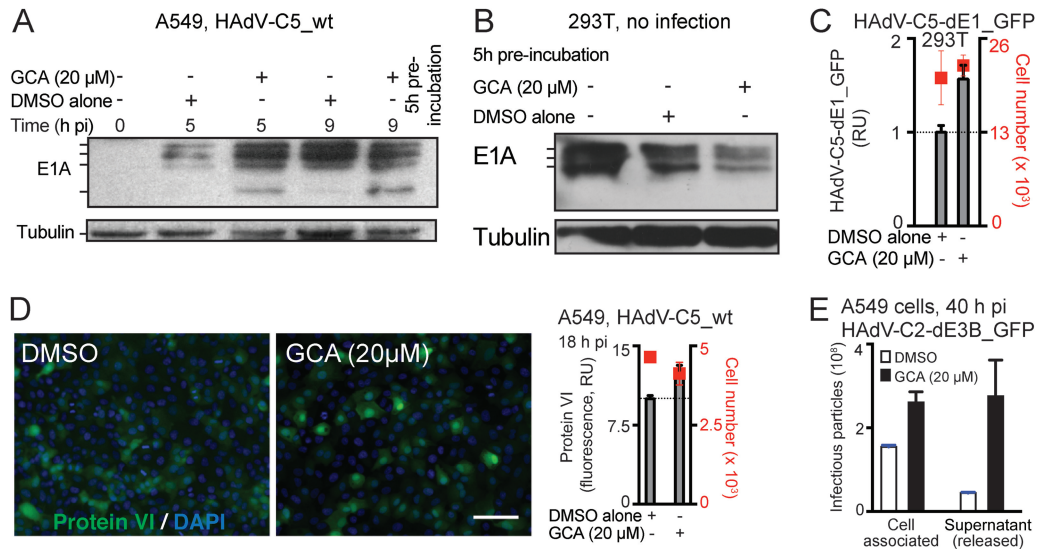 A
A549, HAdV-C5_wt
GCA (20 µM) - - + - +
DMSO alone - + - + -
Time (h pi) 0 5 5 9 9
5h pre-
incubation
E1A
Tubulin
B
293T, no infection
5h pre-incubation
GCA (20 µM) - - +
DMSO alone - + -
E1A
Tubulin
C
HAdV-C5-dE1_GFP
293T
HAdV-C5-dE1_GFP
(RU)
2
1
0
26
13
0
Cell number (x 10³)
DMSO alone + -
GCA (20 µM) - +
D
DMSO
Protein VI / DAPI
GCA (20µM)
A549, HAdV-C5_wt
18 h pi
Protein VI
(fluorescence, RU)
15
7.5
0
5
2.5
0
Cell number (x 10³)
DMSO alone + -
GCA (20 µM) - +
E
A549 cells, 40 h pi
HAdV-C2-dE3B_GFP
Infectious particles (10⁹)
4
2
0
DMSO
GCA (20 µM)
Cell
associated
Supernatant
(released)